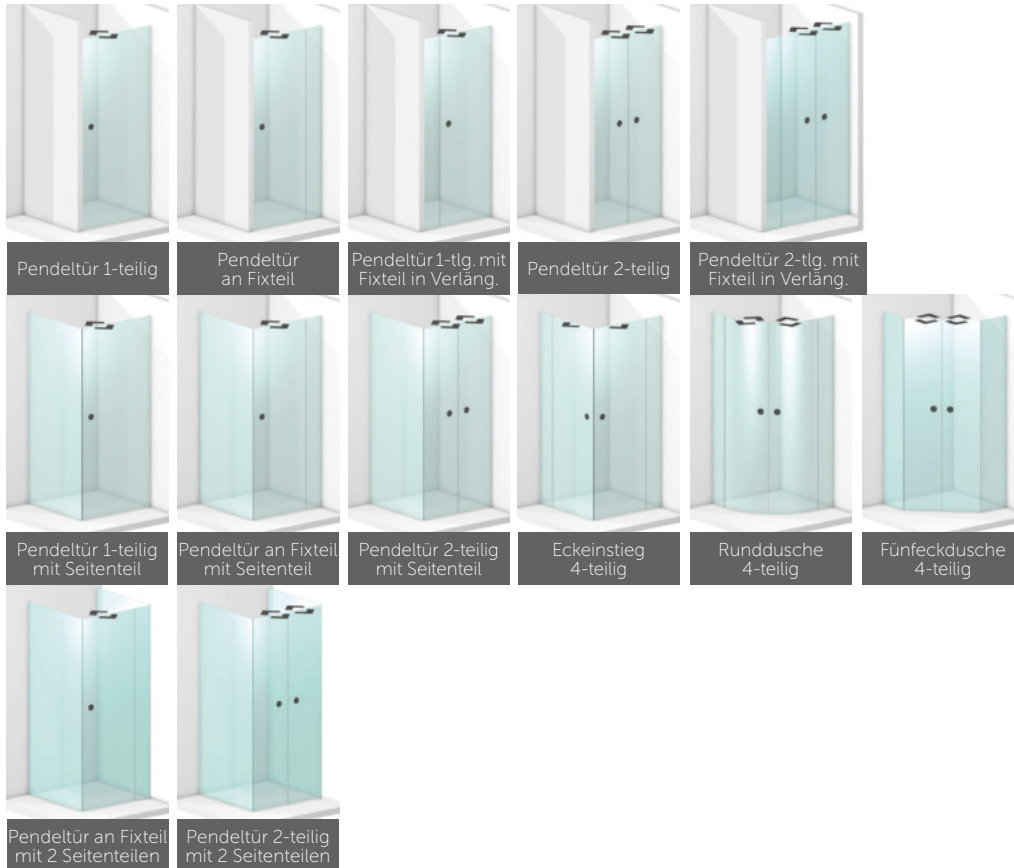 Pendeltür 1-teilig
Pendeltür
an Fixteil
Pendeltür 1-tlg. mit
Fixteil in Verläng.
Pendeltür 2-teilig
Pendeltür 2-tlg. mit
Fixteil in Verläng.
Pendeltür 1-teilig
mit Seitenteil
Pendeltür an Fixteil
mit Seitenteil
Pendeltür 2-teilig
mit Seitenteil
Eckeinstieg
4-teilig
Runddusche
4-teilig
Fünfeckdusche
4-teilig
Pendeltür an Fixteil
mit 2 Seitenteilen
Pendeltür 2-teilig
mit 2 Seitenteilen